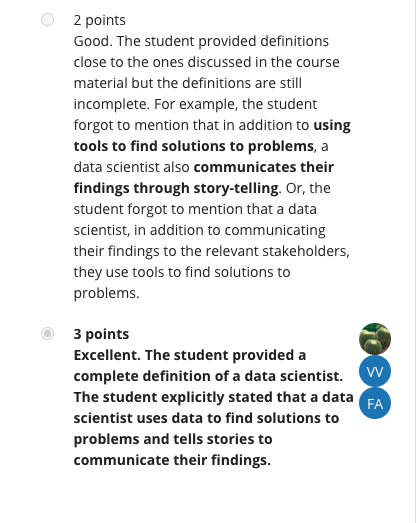 2 points
Good. The student provided definitions
close to the ones discussed in the course
material but the definitions are still
incomplete. For example, the student
forgot to mention that in addition to using
tools to find solutions to problems, a
data scientist also communicates their
findings through story-telling. Or, the
student forgot to mention that a data
scientist, in addition to communicating
their findings to the relevant stakeholders,
they use tools to find solutions to
problems.
3 points
Excellent. The student provided a
complete definition of a data scientist.
The student explicitly stated that a data
scientist uses data to find solutions to
problems and tells stories to
communicate their findings.
VV
FA